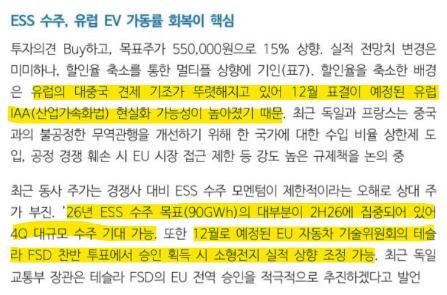 ESS 수주, 유럽 EV 가동률 회복이 핵심
투자의견 Buy하고, 목표주가 550,000원으로 15% 상향. 실적 전망치 변경은
미미하나, 할인율 축소를 통한 멀티플 상향에 기인(표7). 할인율을 축소한 배경
은 유럽의 대중국 견제 기조가 뚜렷해지고 있어 12월 표결이 예정된 유럽
IAA(산업가속화법) 현실화 가능성이 높아졌기 때문. 최근 독일과 프랑스는 중국
과의 불공정한 무역관행을 개선하기 위해 한 국가에 대한 수입 비율 상한제 도
입, 공정 경쟁 훼손 시 EU 시장 접근 제한 등 강도 높은 규제책을 논의 중
최근 동사 주가는 경쟁사 대비 ESS 수주 모멘텀이 제한적이라는 오해로 상대 주
가 부진. '26년 ESS 수주 목표(90GWh)의 대부분이 2H26에 집중되어 있어
4Q 대규모 수주 기대 가능. 또한 12월로 예정된 EU 자동차 기술위원회의 테슬
라 FSD 찬반 투표에서 승인 획득 시 소형전지 실적 상향 조정 가능. 최근 독일
교통부 장관은 테슬라 FSD의 EU 전역 승인을 적극적으로 추진하겠다고 발언